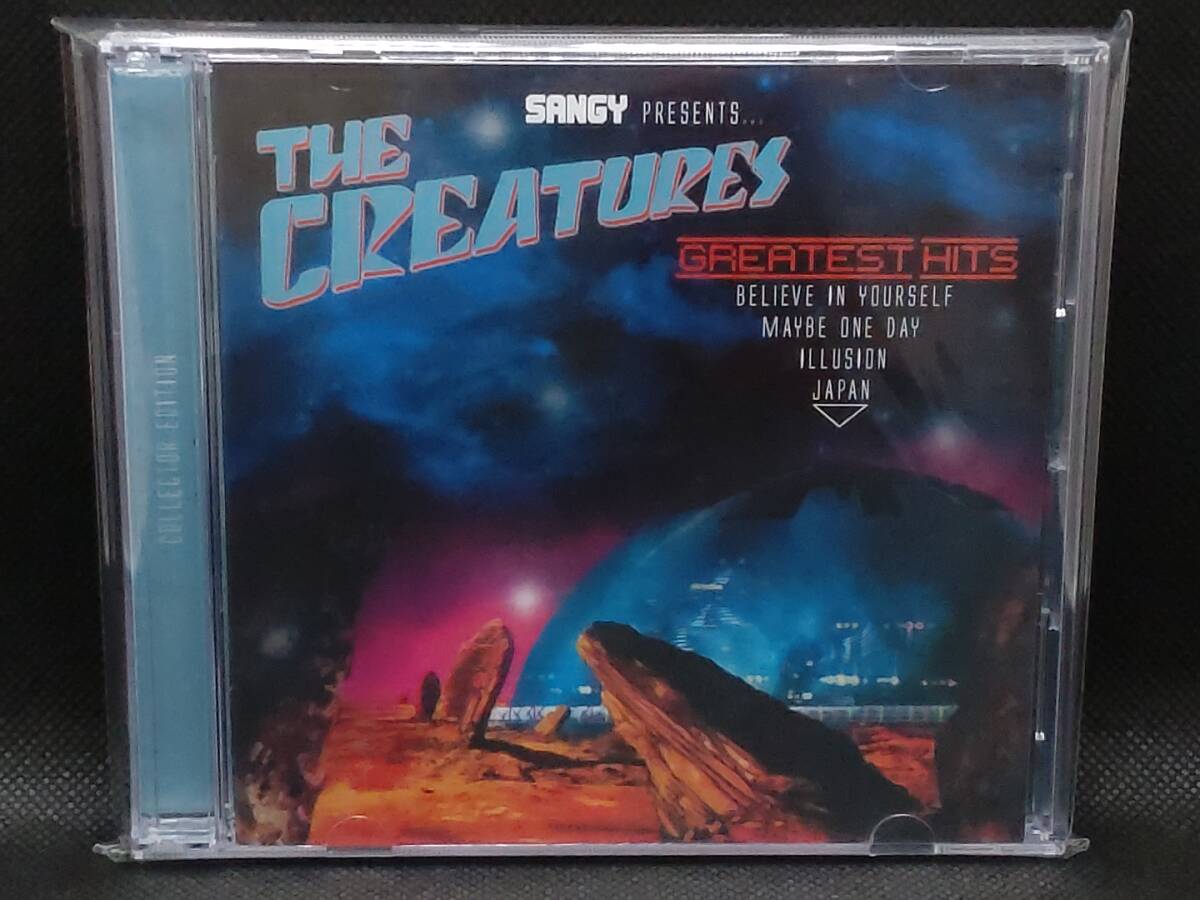 SANGY PRESENTS...
THE
CREATURES
GREATEST HITS
BELIEVE IN YOURSELF
MAYBE ONE DAY
ILLUSION
JAPAN
COLLECTOR EDITION